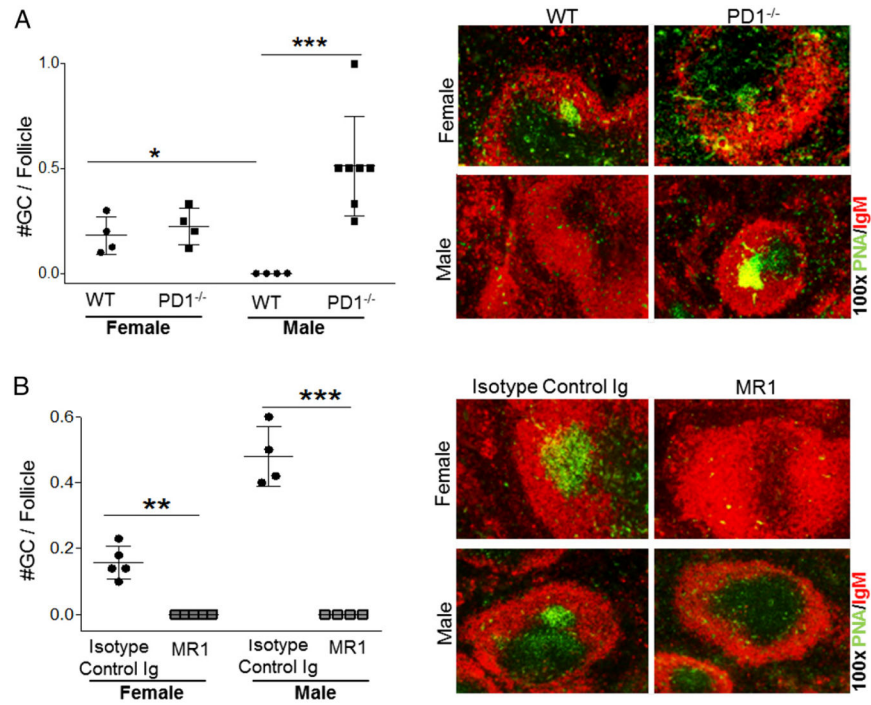 A
#GC / Follicle
1.0
0.5
0.0
*
***
WT
PD1-/-
WT
PD1-/-
Female
Male
WT
PD1-/-
Female
Male
100x PNA/IgM
B
#GC / Follicle
0.6
0.4
0.2
0.0
**
***
Isotype
Control Ig
MR1
Isotype
Control Ig
MR1
Female
Male
Isotype Control Ig
MR1
Female
Male
100x PNA/IgM